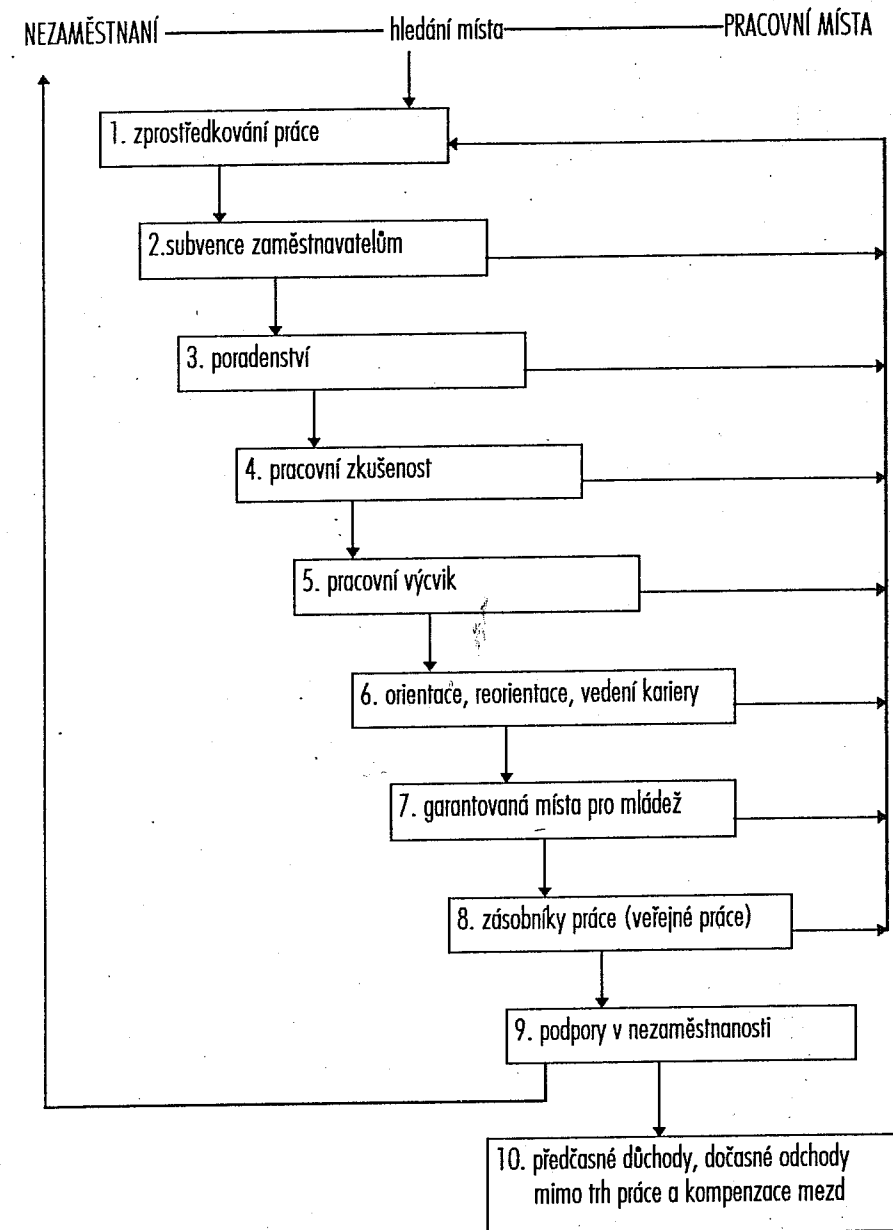 NEZAMĚSTNANÍ hledání místa PRACOVNÍ MÍSTA
1. zprostředkování práce
2.subvence zaměstnavatelům
3. poradenství
4. pracovní zkušenost
5. pracovní výcvik
6. orientače, reorientace, vedení kariery
7. garantovaná místa pro mládež
8. zásobníky práce (veřejné práce)
9. podpory v nezaměstnanosti
10. předčasné důchody, dočasné odchody
mimo trh práce a kompenzace mezd